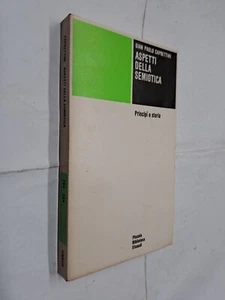 GIAN PAOLO CAPRETTINI
ASPETTI
DELLA
SEMIOTICA
Principi e storia
Piccola
Biblioteca
Einaudi